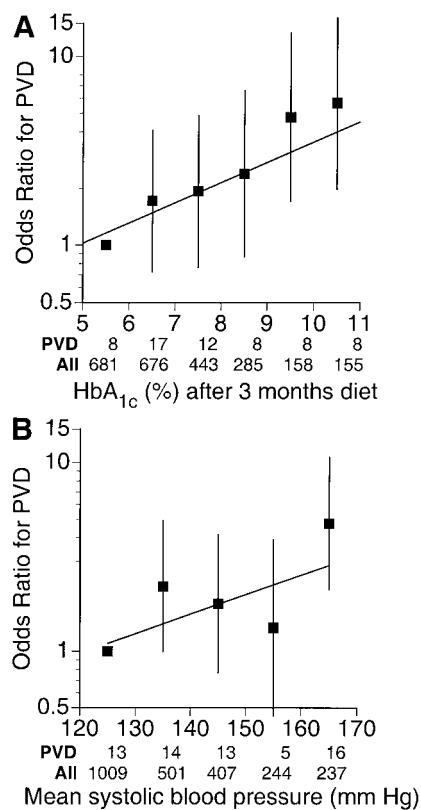 A
15
10
Odds Ratio for PVD
1
0.5
5 6 7 8 9 10 11
PVD 8 17 12 8 8 8
All 681 676 443 285 158 155
HbA1c (%) after 3 months diet
B
15
10
Odds Ratio for PVD
1
0.5
120 130 140 150 160 170
PVD 13 14 13 5 16
All 1009 501 407 244 237
Mean systolic blood pressure (mm Hg)